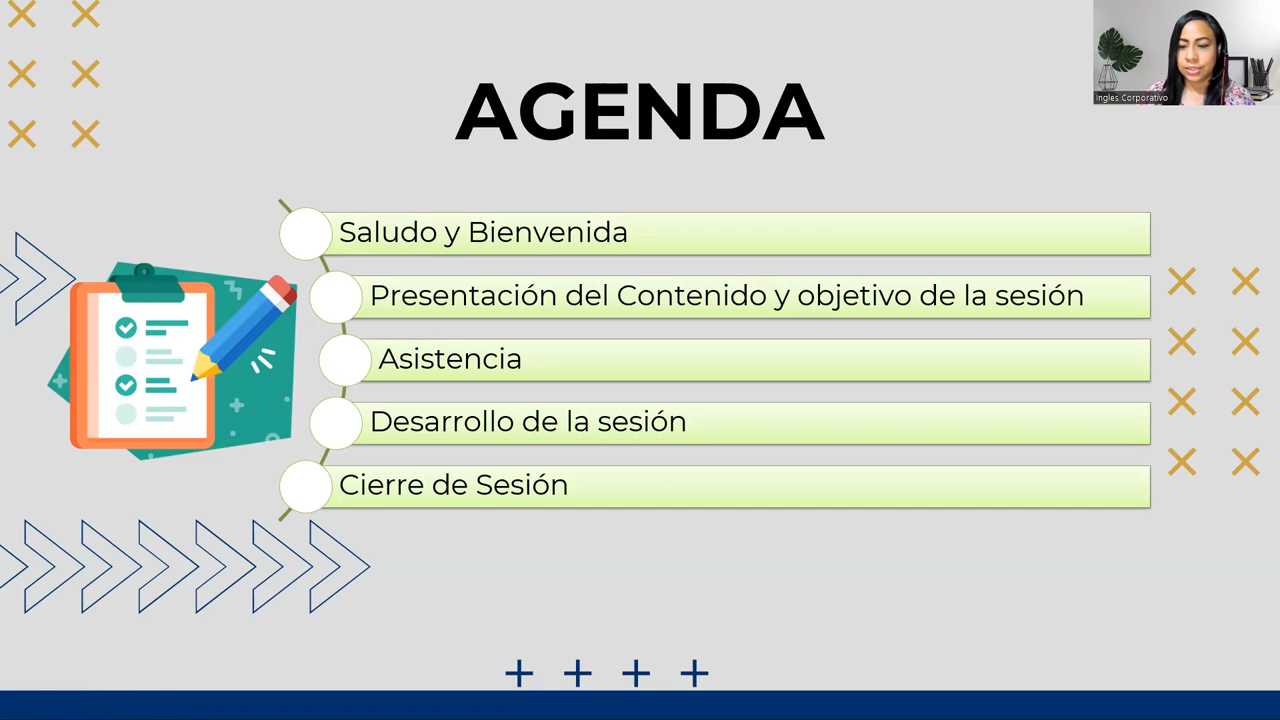 Ingles Corporativo
AGENDA
Saludo y Bienvenida
Presentación del Contenido y objetivo de la sesión
Asistencia
Desarrollo de la sesión
Cierre de Sesión